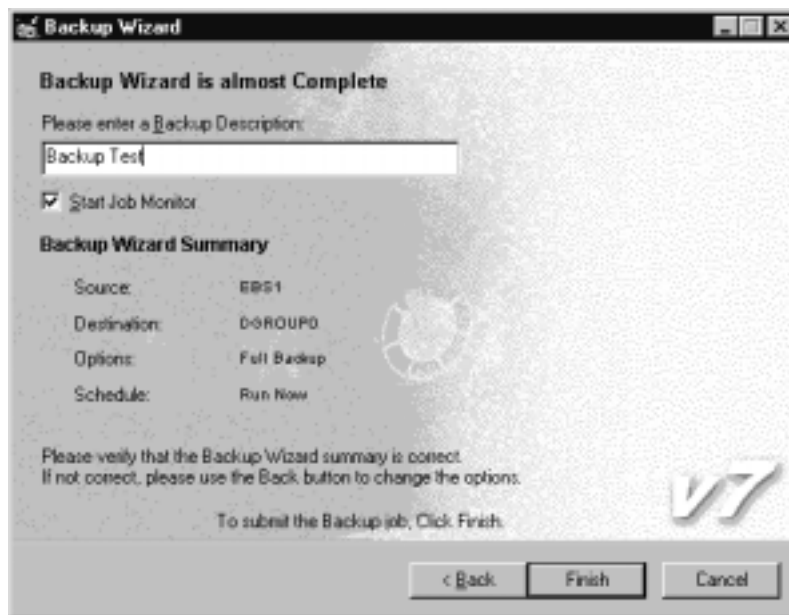 Backup Wizard
Backup Wizard is almost Complete
Please enter a Backup Description:
Backup Test
Start Job Monitor
Backup Wizard Summary
Source: EBS1
Destination: DGROUP0
Options: Full Backup
Schedule: Run Now
Please verify that the Backup Wizard summary is correct.
If not correct, please use the Back button to change the options.
To submit the Backup job, Click Finish.
v7
< Back Finish Cancel